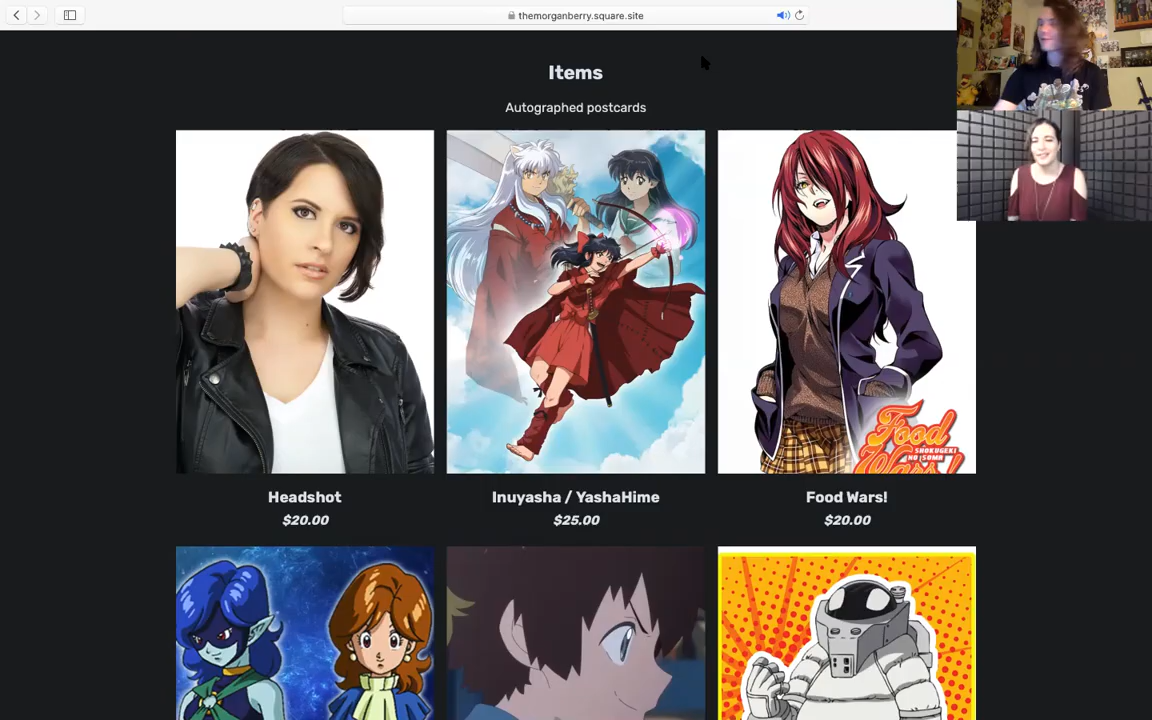 themorganberry.square.site
Items
Autographed postcards
Food
SHOKUGEKI
NO SOMA
Wars!
Headshot
Inuyasha / YashaHime
Food Wars!
$20.00
$25.00
$20.00